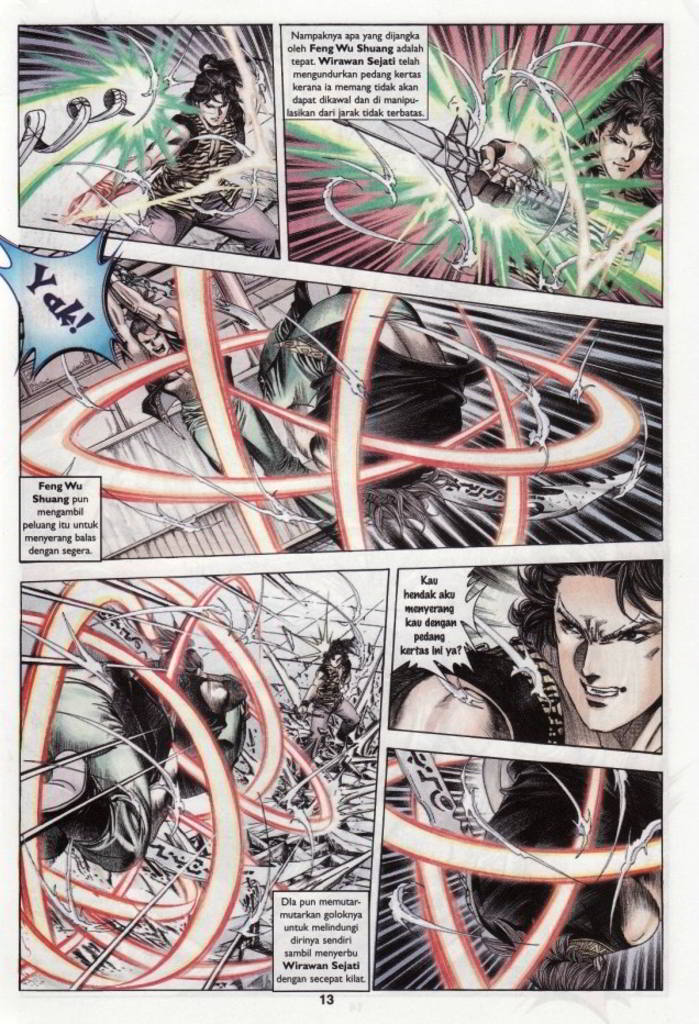 Nampaknya apa yang dijangka
oleh Feng Wu Shuang adalah
tepat. Wirawan Sejati telah
mengundurkan pedang kertas
kerana ia memang tidak akan
dapat dikawal dan di manipu-
lasikan dari jarak tidak terbatas.
YA!
Feng Wu
Shuang pun
mengambil
peluang itu untuk
menyerang balas
dengan segera.
Kau
hendak aku
menyerang
kau dengan
pedang
kertas ini ya?
DIa pun memutar-
mutarkan goloknya
untuk melindungi
dirinya sendiri
sambil menyerbu
Wirawan Sejati
dengan secepat kilat.
13